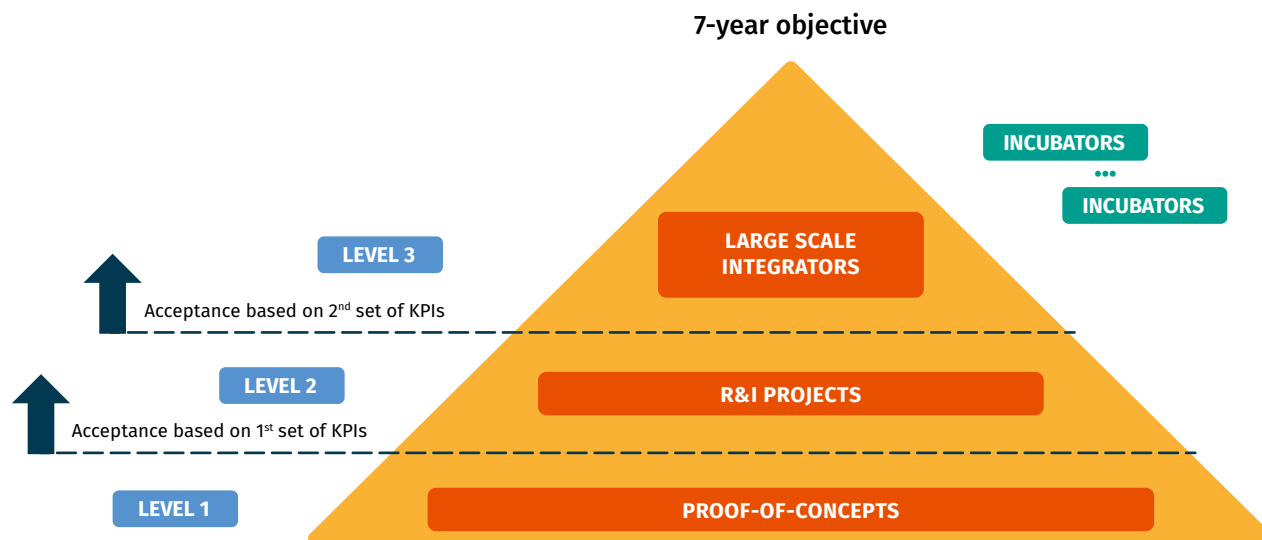 7-year objective
INCUBATORS
...
INCUBATORS
LARGE SCALE
INTEGRATORS
LEVEL 3
Acceptance based on 2nd set of KPIs
LEVEL 2
R&I PROJECTS
Acceptance based on 1st set of KPIs
LEVEL 1
PROOF-OF-CONCEPTS